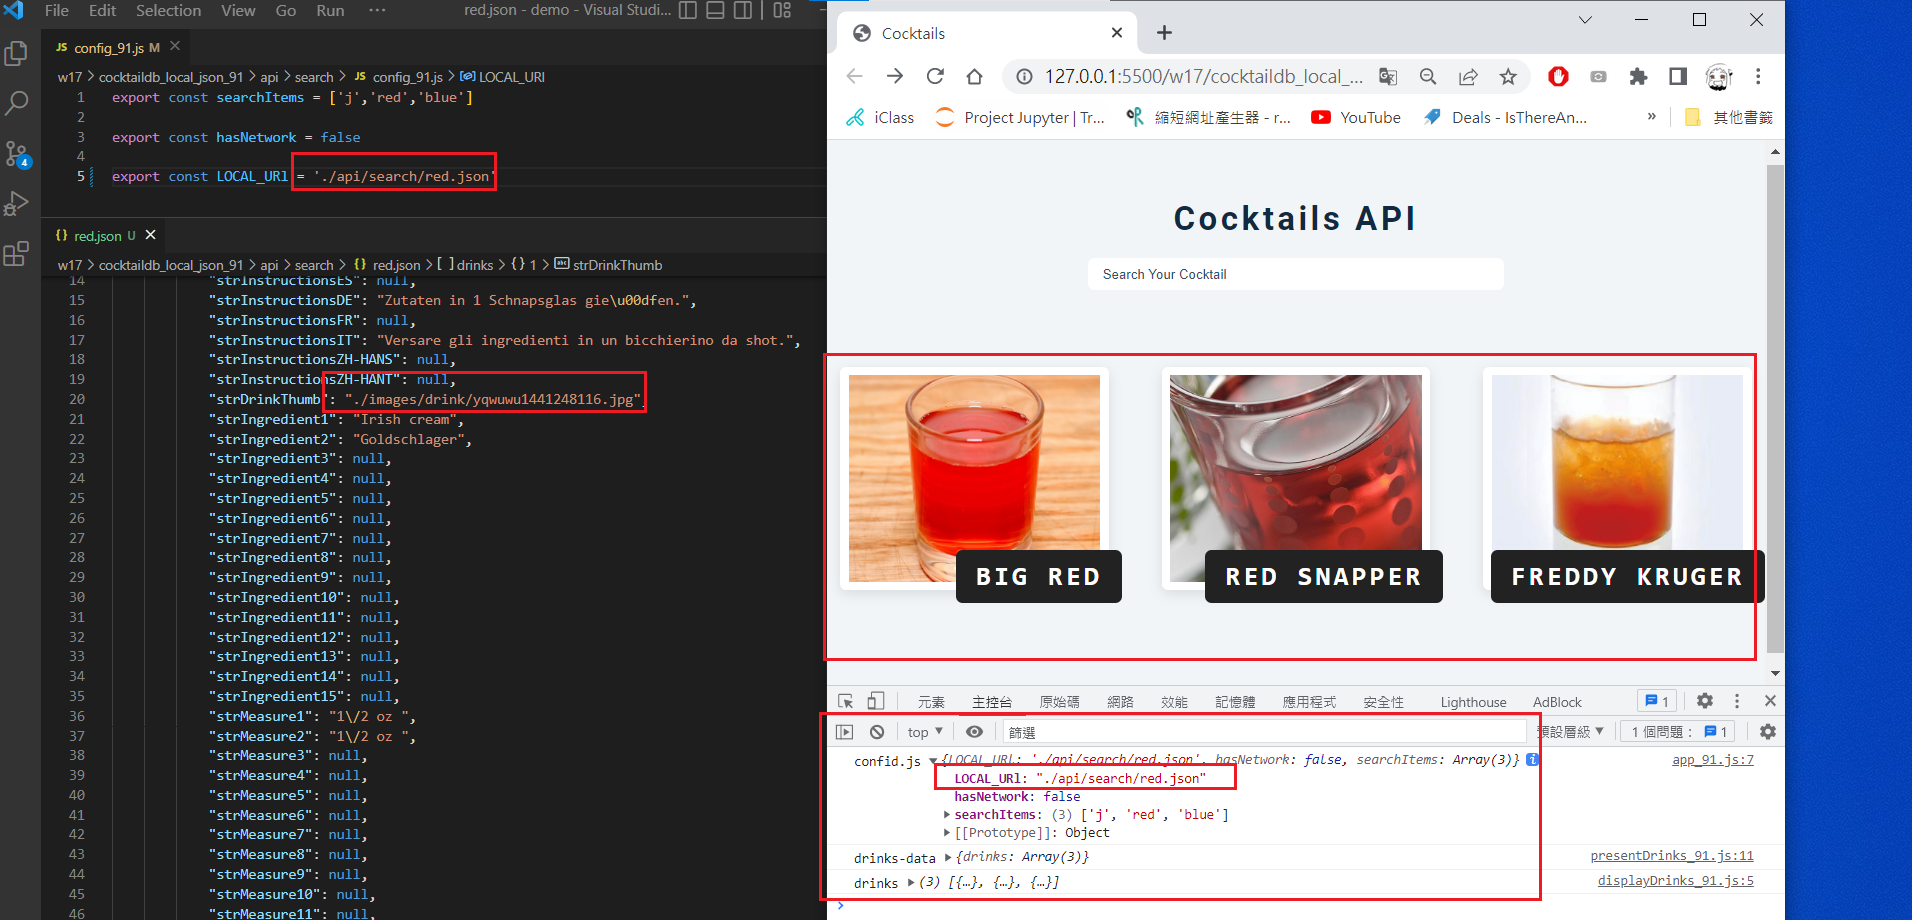 File Edit Selection View Go Run ··· red.json - demo - Visual Studi...
JS config_91.js M
w17 > cocktaildb_local_json_91 > api > search > JS config_91.js > LOCAL_URl
1 export const searchItems = ['j','red','blue']
2
3 export const hasNetwork = false
4
5 export const LOCAL_URl = './api/search/red.json'
4
{} red.json U
w17 > cocktaildb_local_json_91 > api > search > {} red.json > [ ] drinks > {} 1 > abc strDrinkThumb
14 "strInstructionsES": null,
15 "strInstructionsDE": "Zutaten in 1 Schnapsglas gie\u00dfen.",
16 "strInstructionsFR": null,
17 "strInstructionsIT": "Versare gli ingredienti in un bicchierino da shot.",
18 "strInstructionsZH-HANS": null,
19 "strInstructionsZH-HANT": null,
20 "strDrinkThumb": "./images/drink/yqwuwu1441248116.jpg",
21 "strIngredient1": "Irish cream",
22 "strIngredient2": "Goldschlager",
23 "strIngredient3": null,
24 "strIngredient4": null,
25 "strIngredient5": null,
26 "strIngredient6": null,
27 "strIngredient7": null,
28 "strIngredient8": null,
29 "strIngredient9": null,
30 "strIngredient10": null,
31 "strIngredient11": null,
32 "strIngredient12": null,
33 "strIngredient13": null,
34 "strIngredient14": null,
35 "strIngredient15": null,
36 "strMeasure1": "1\/2 oz ",
37 "strMeasure2": "1\/2 oz ",
38 "strMeasure3": null,
39 "strMeasure4": null,
40 "strMeasure5": null,
41 "strMeasure6": null,
42 "strMeasure7": null,
43 "strMeasure8": null,
44 "strMeasure9": null,
45 "strMeasure10": null,
46 "strMeasure11": null,
Cocktails
127.0.0.1:5500/w17/cocktaildb_local_...
iClass Project Jupyter | Tr... 縮短網址產生器 - r... YouTube Deals - IsThereAn... » 其他書籤
Cocktails API
Search Your Cocktail
BIG RED
RED SNAPPER
FREDDY KRUGER
元素 主控台 原始碼 網路 效能 記憶體 應用程式 安全性 Lighthouse AdBlock 1
top ▼ 篩選 預設層級 ▼ 1 個問題： 1
confid.js ▼{LOCAL_URl: './api/search/red.json', hasNetwork: false, searchItems: Array(3)} i app_91.js:7
LOCAL_URl: "./api/search/red.json"
hasNetwork: false
▶ searchItems: (3) ['j', 'red', 'blue']
▶ [[Prototype]]: Object
drinks-data ▶{drinks: Array(3)} presentDrinks_91.js:11
drinks ▶(3) [{…}, {…}, {…}] displayDrinks_91.js:5